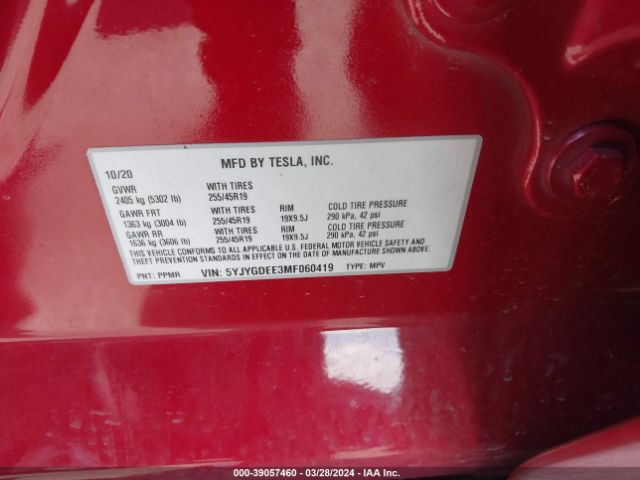 MFD BY TESLA, INC.
10/20
GVWR WITH TIRES
2405 kg (5302 lb) 255/45R19
GAWR FRT WITH TIRES RIM COLD TIRE PRESSURE
1363 kg (3004 lb) 255/45R19 19X9.5J 290 kPa, 42 psi
GAWR RR WITH TIRES RIM COLD TIRE PRESSURE
1636 kg (3606 lb) 255/45R19 19X9.5J 290 kPa, 42 psi
THIS VEHICLE CONFORMS TO ALL APPLICABLE U.S. FEDERAL MOTOR VEHICLE SAFETY AND
THEFT PREVENTION STANDARDS IN EFFECT ON THE DATE OF MANUFACTURE SHOWN ABOVE.
PNT: PPMR VIN: 5YJYGDEE3MF060419 TYPE: MPV
000-39057460 | 03/28/2024 | IAA Inc.